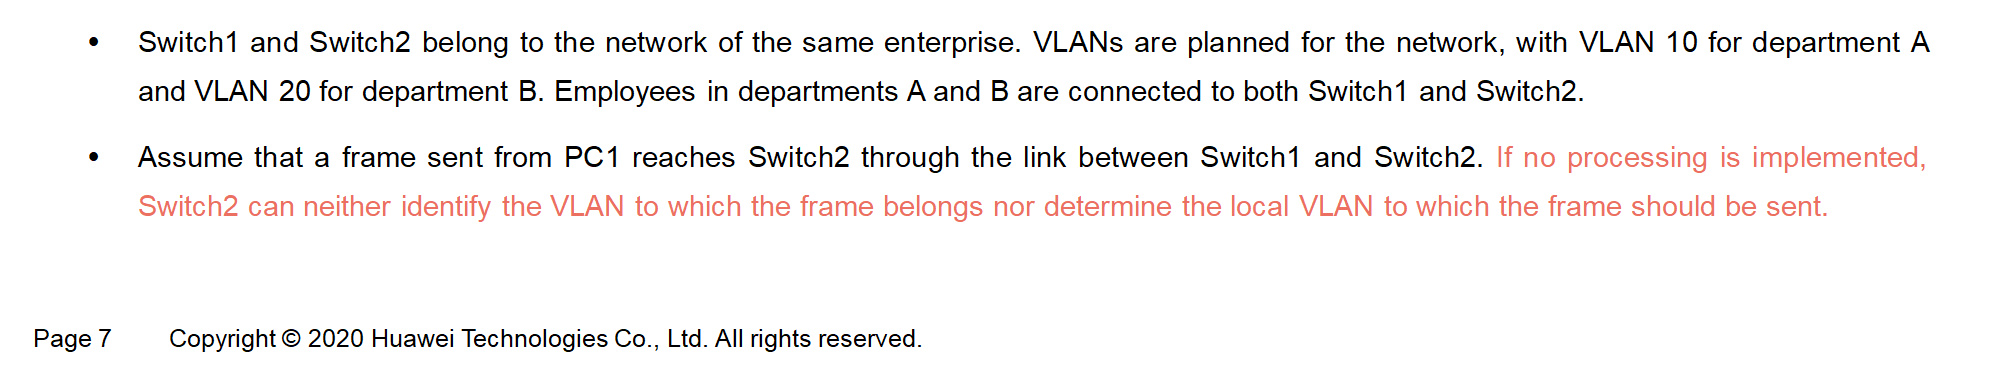 • Switch1 and Switch2 belong to the network of the same enterprise. VLANs are planned for the network, with VLAN 10 for department A
and VLAN 20 for department B. Employees in departments A and B are connected to both Switch1 and Switch2.
• Assume that a frame sent from PC1 reaches Switch2 through the link between Switch1 and Switch2. If no processing is implemented,
Switch2 can neither identify the VLAN to which the frame belongs nor determine the local VLAN to which the frame should be sent.
Page 7 Copyright © 2020 Huawei Technologies Co., Ltd. All rights reserved.